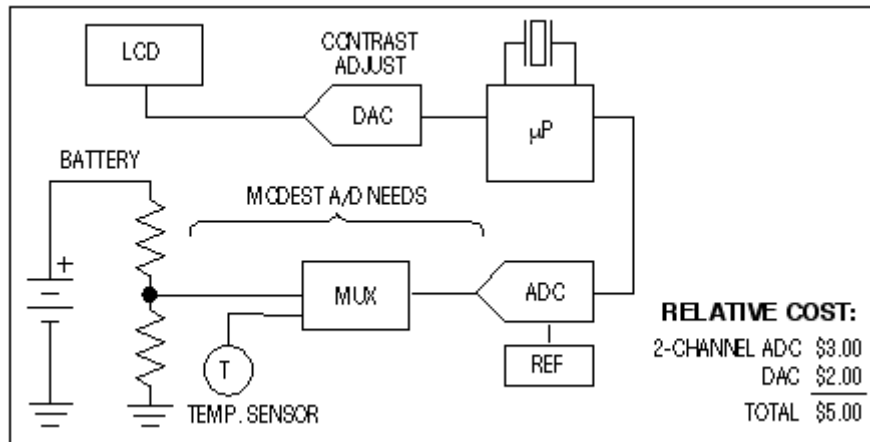 LCD
CONTRAST
ADJUST
DAC
µP
BATTERY
MODEST A/D NEEDS
+
MUX
ADC
REF
T
TEMP. SENSOR
RELATIVE COST:
2-CHANNEL ADC $3.00
DAC $2.00
TOTAL $5.00